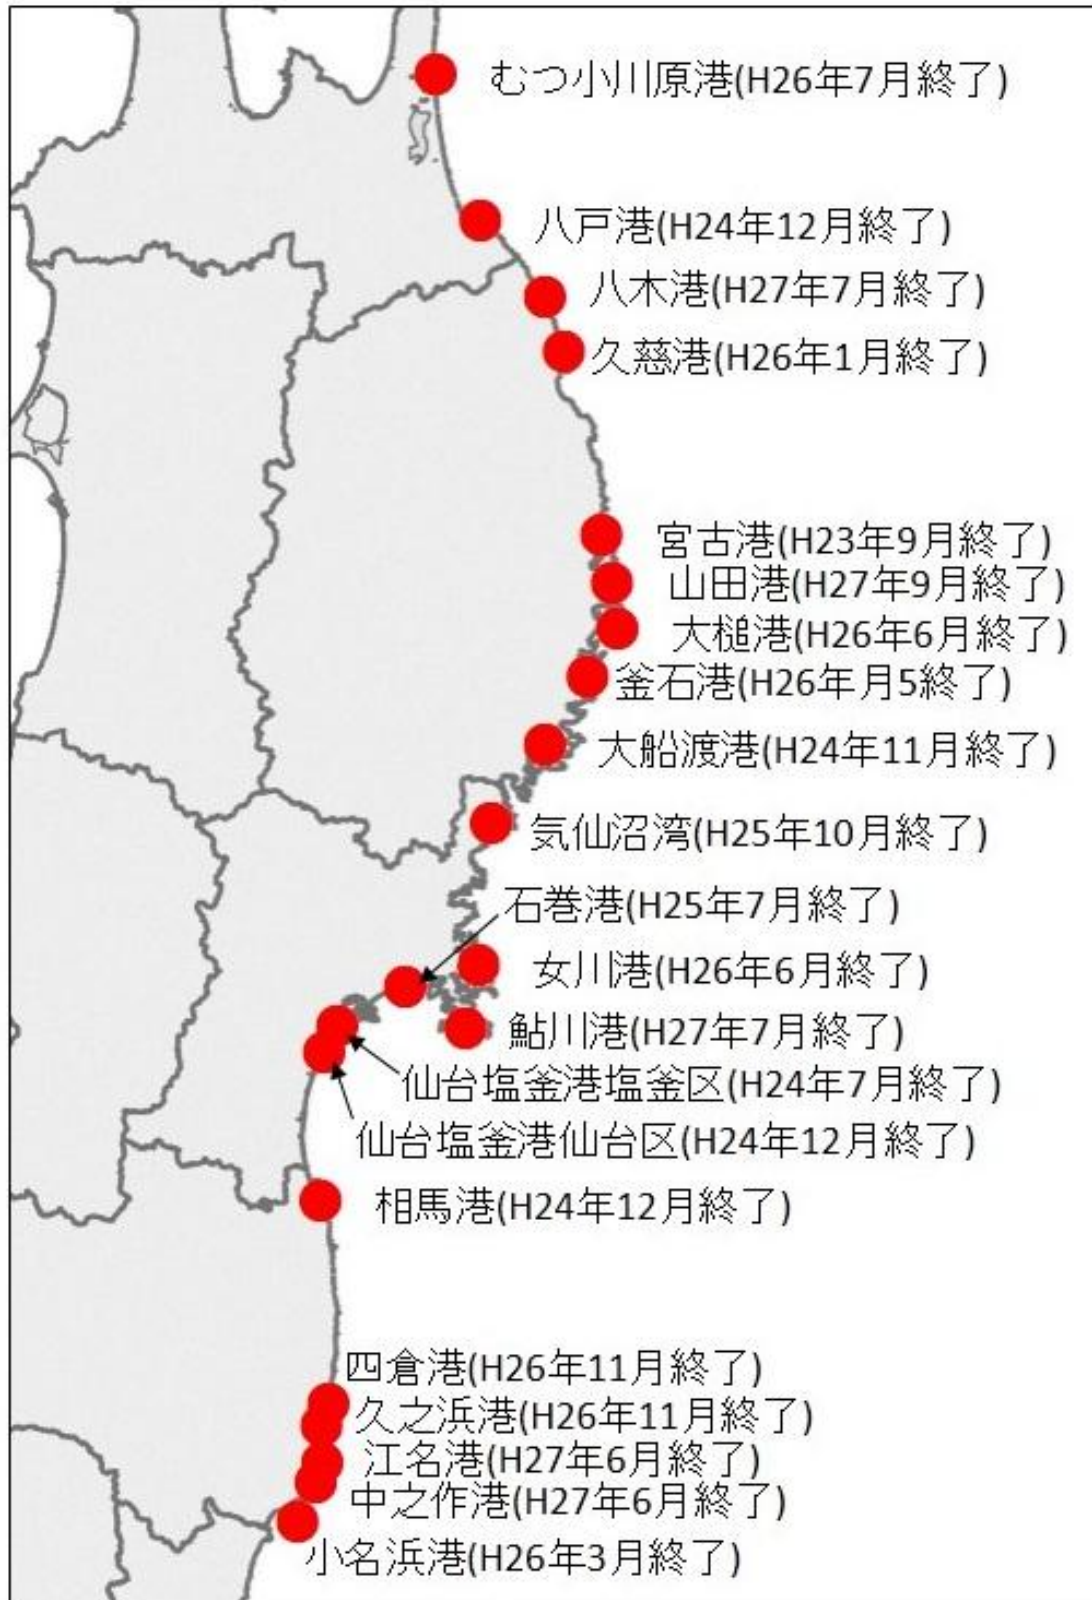 むつ小川原港(H26年7月終了)
八戸港(H24年12月終了)
八木港(H27年7月終了)
久慈港(H26年1月終了)
宮古港(H23年9月終了)
山田港(H27年9月終了)
大槌港(H26年6月終了)
釜石港(H26年月5終了)
大船渡港(H24年11月終了)
気仙沼湾(H25年10月終了)
石巻港(H25年7月終了)
女川港(H26年6月終了)
鮎川港(H27年7月終了)
仙台塩釜港塩釜区(H24年7月終了)
仙台塩釜港仙台区(H24年12月終了)
相馬港(H24年12月終了)
四倉港(H26年11月終了)
久之浜港(H26年11月終了)
江名港(H27年6月終了)
中之作港(H27年6月終了)
小名浜港(H26年3月終了)